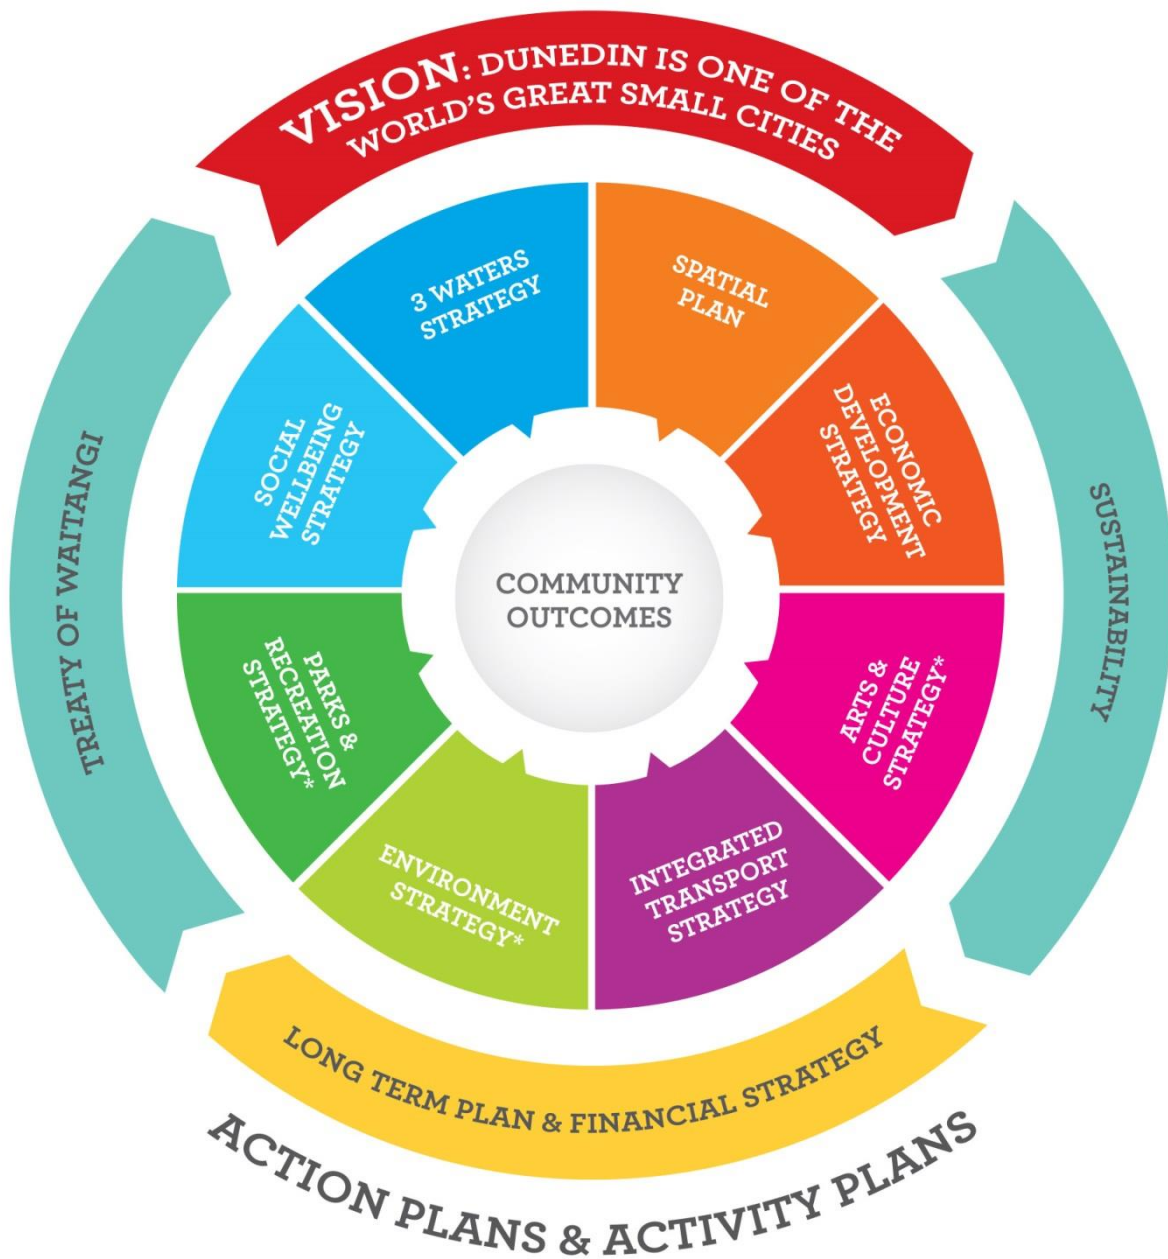 VISION: DUNEDIN IS ONE OF THE
WORLD'S GREAT SMALL CITIES
3 WATERS
STRATEGY
SPATIAL
PLAN
ECONOMIC
DEVELOPMENT
STRATEGY
ARTS &
CULTURE
STRATEGY*
INTEGRATED
TRANSPORT
STRATEGY
ENVIRONMENT
STRATEGY*
PARKS &
RECREATION
STRATEGY*
SOCIAL
WELLBEING
STRATEGY
COMMUNITY
OUTCOMES
TREATY OF WAITANGI
SUSTAINABILITY
LONG TERM PLAN & FINANCIAL STRATEGY
ACTION PLANS & ACTIVITY PLANS